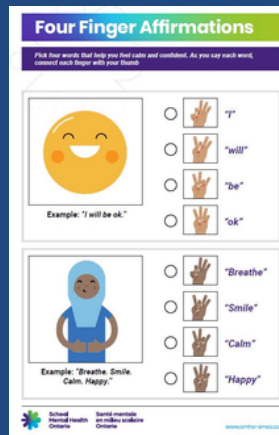 Four Finger Affirmations
Pick four words that help you feel calm and confident. As you say each word,
connect each finger with your thumb
"I"
"will"
"be"
"ok"
Example: "I will be ok."
"Breathe"
"Smile"
"Calm"
"Happy"
Example: "Breathe. Smile.
Calm. Happy."
School
Mental Health
Ontario
Santé mentale
en milieu scolaire
Ontario